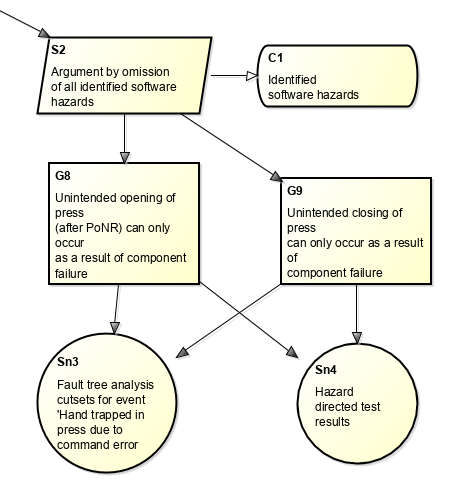 S2
Argument by omission
of all identified software
hazards
C1
Identified
software hazards
G8
Unintended opening of
press
(after PoNR) can only
occur
as a result of component
failure
G9
Unintended closing of
press
can only occur as a result
of
component failure
Sn3
Fault tree analysis
cutsets for event
'Hand trapped in
press due to
command error
Sn4
Hazard
directed test
results